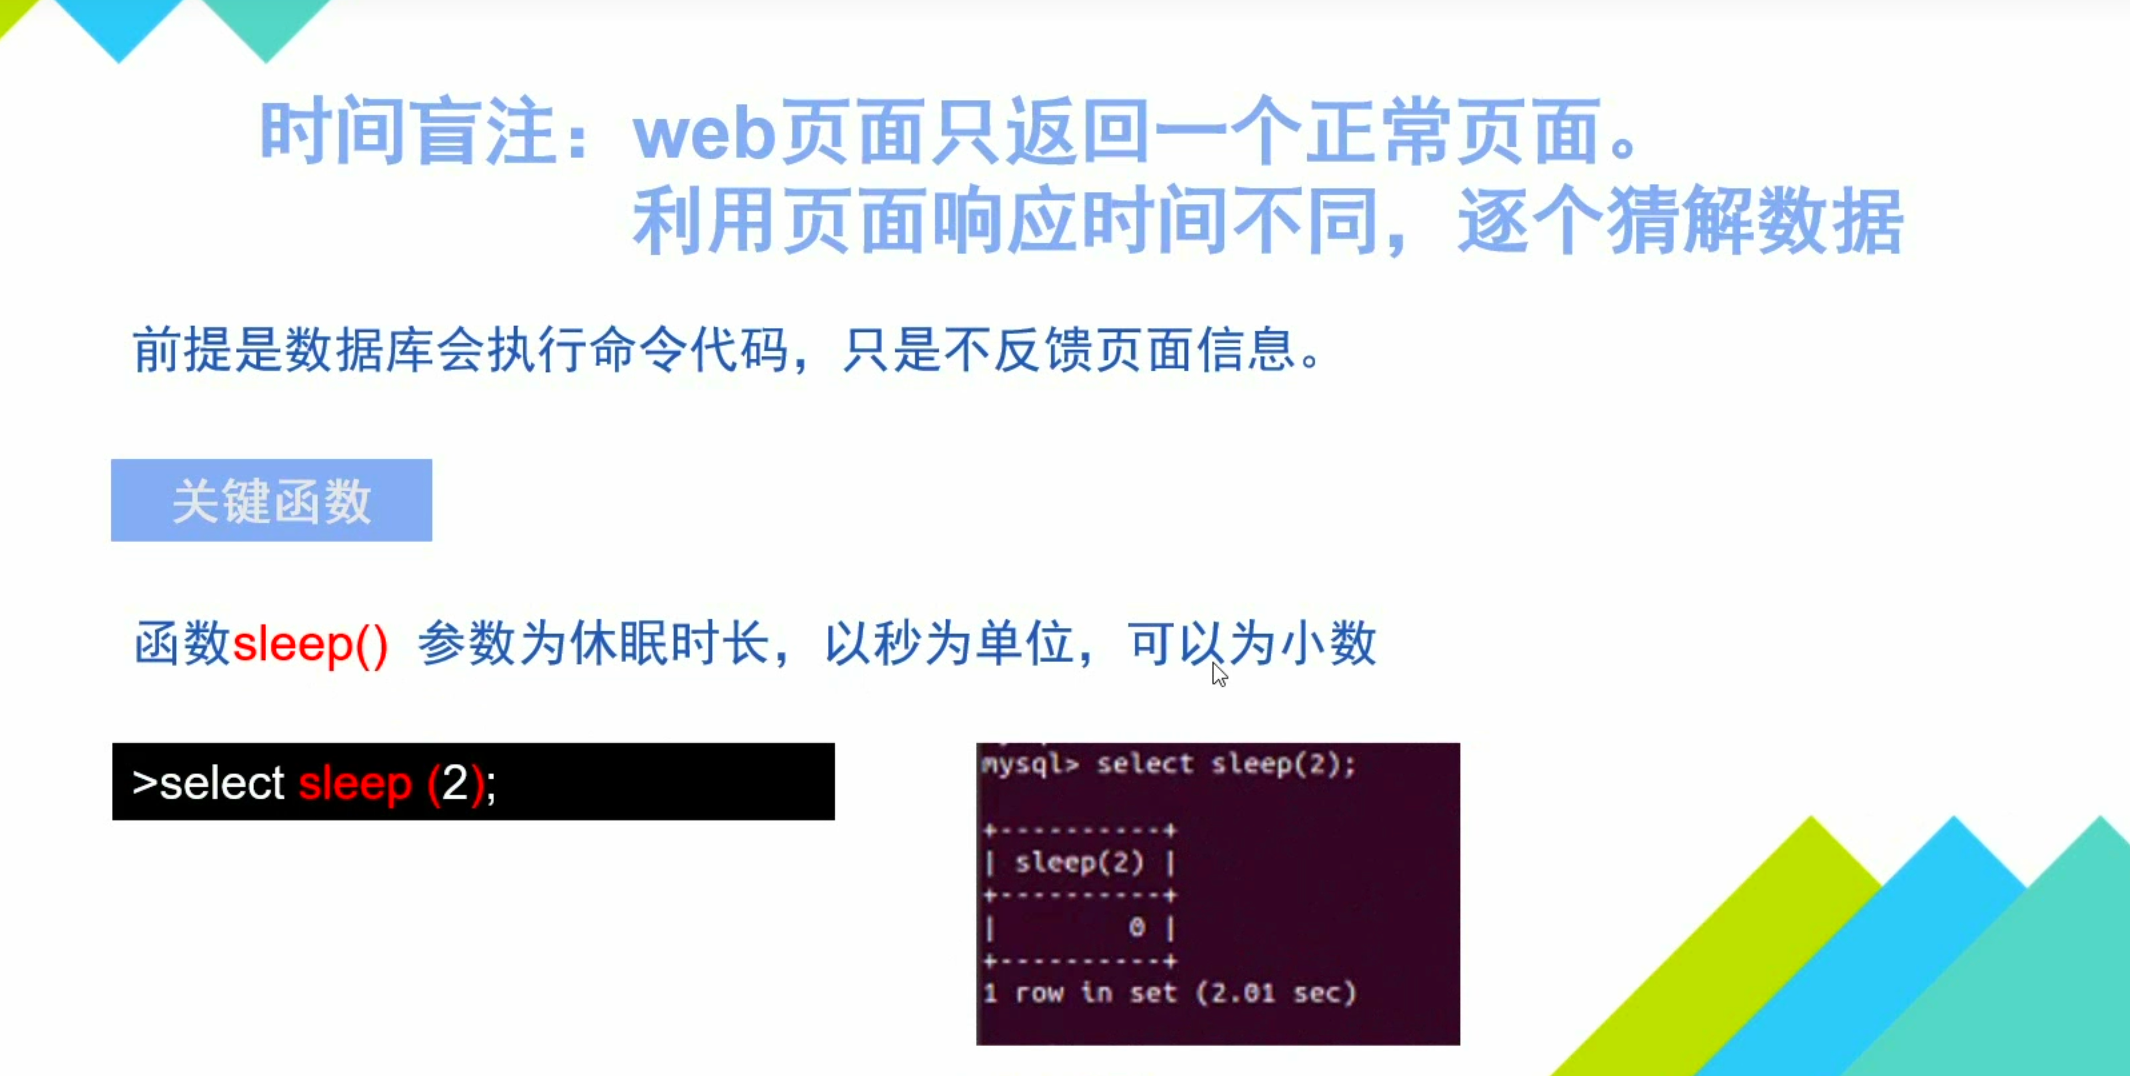 时间盲注：web页面只返回一个正常页面。
利用页面响应时间不同，逐个猜解数据
前提是数据库会执行命令代码，只是不反馈页面信息。
关键函数
函数sleep() 参数为休眠时长，以秒为单位，可以为小数
>select sleep (2);
mysql> select sleep(2);
+----------+
| sleep(2) |
+----------+
|        0 |
+----------+
1 row in set (2.01 sec)